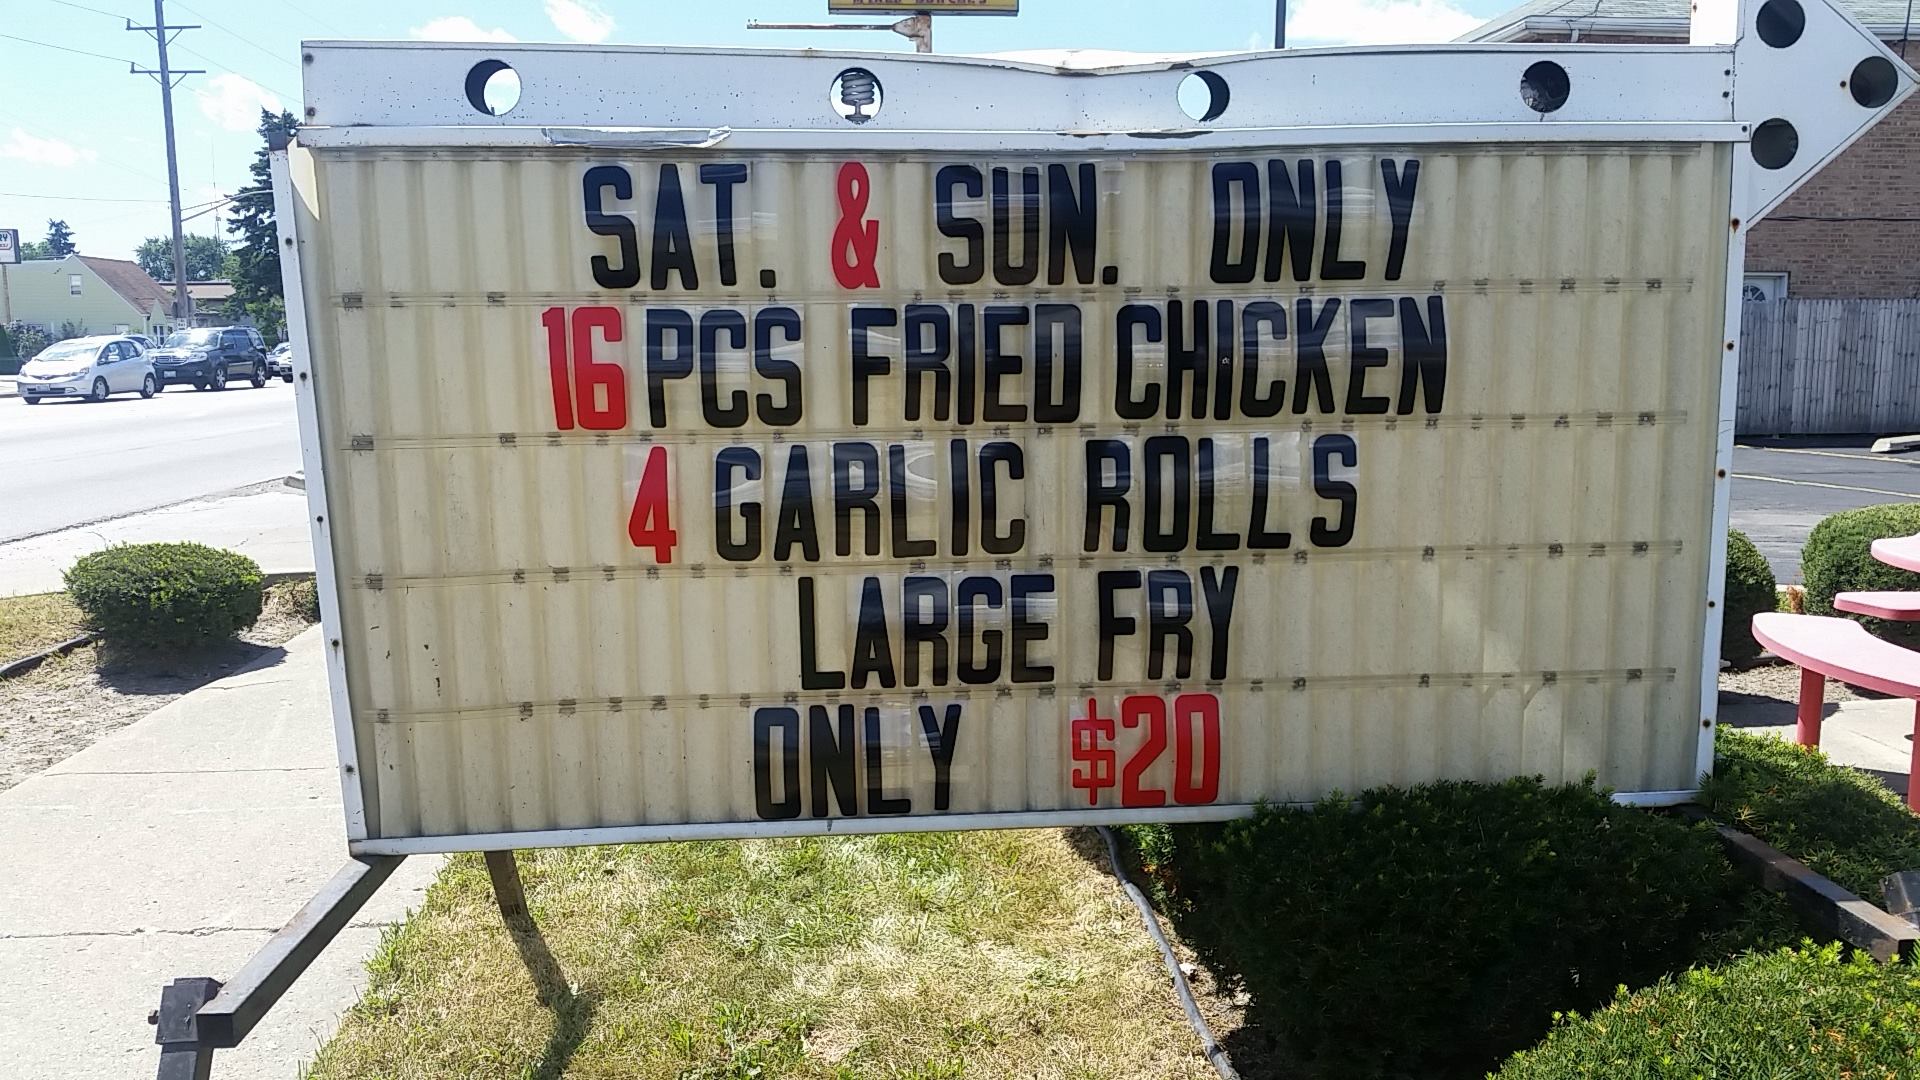 SAT. & SUN. ONLY
16 PCS FRIED CHICKEN
4 GARLIC ROLLS
LARGE FRY
ONLY $20